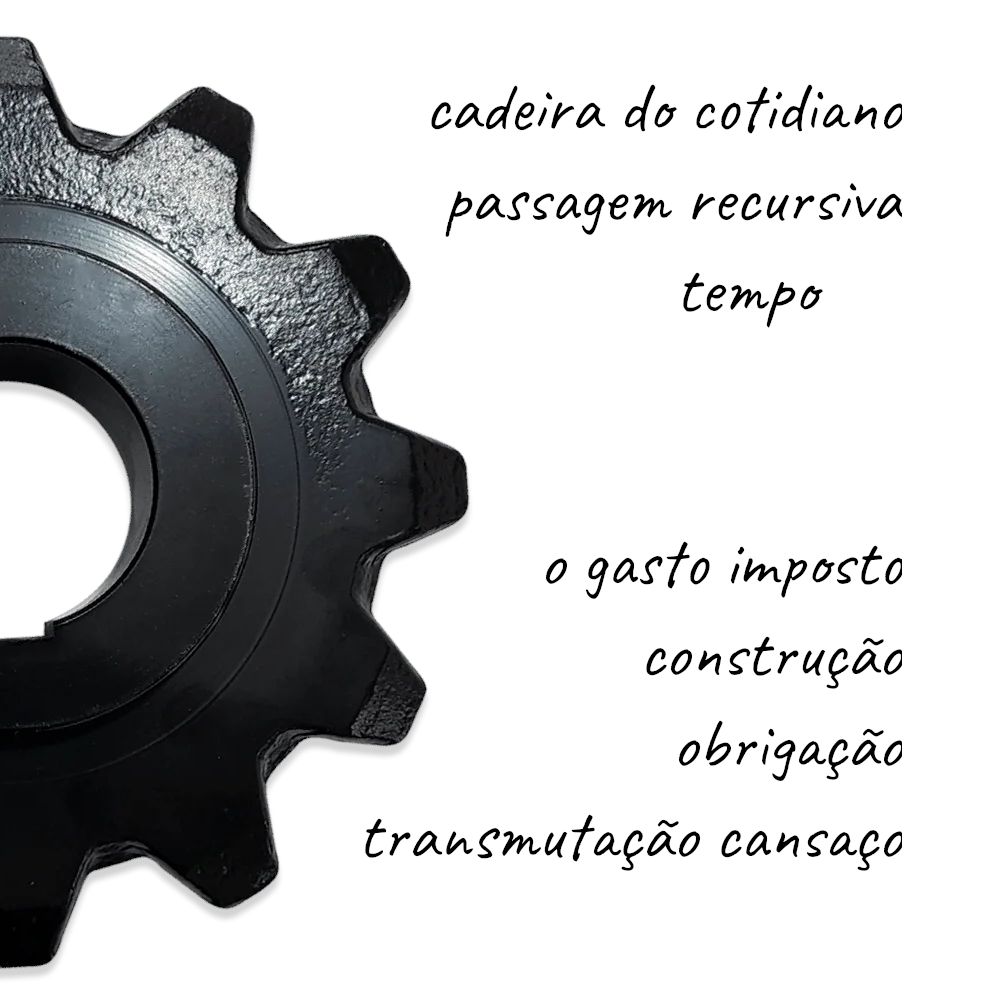 cadeira do cotidiano
passagem recursiva
tempo
o gasto imposto
construção
obrigação
transmutação cansaço